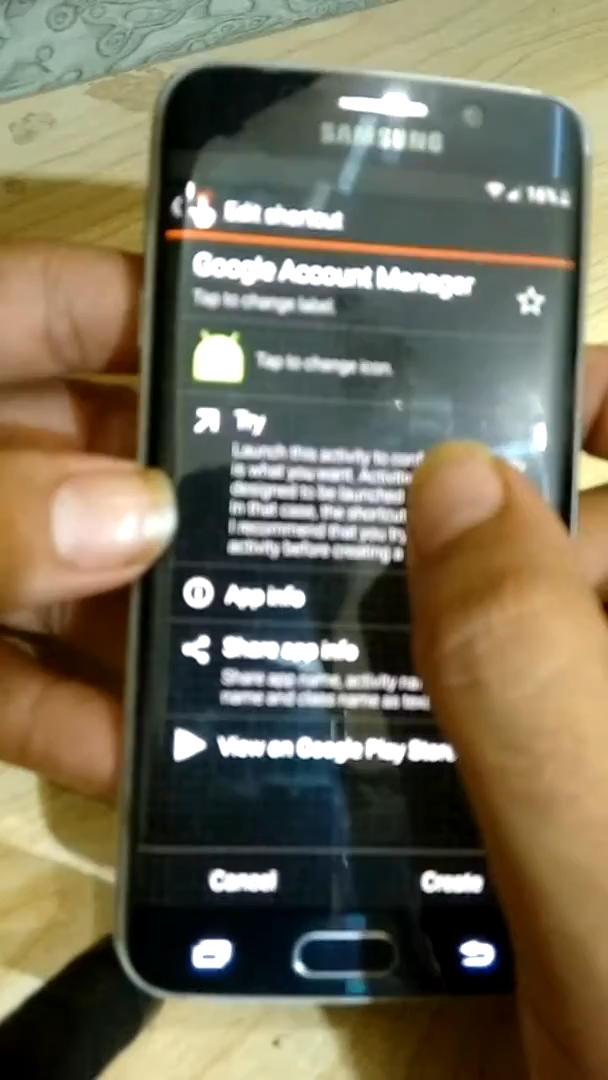 SAMSUNG
16%
Edit shortcut
Google Account Manager
Tap to change label.
Tap to change icon.
Try
Launch this activity to
is what you want.
designed to be launched
in that case, the shortcut
I recommend that you try
activity before creating a
App info
Share app info
Share app name, activity
name and class name as
View on Google Play Store
Cancel
Create